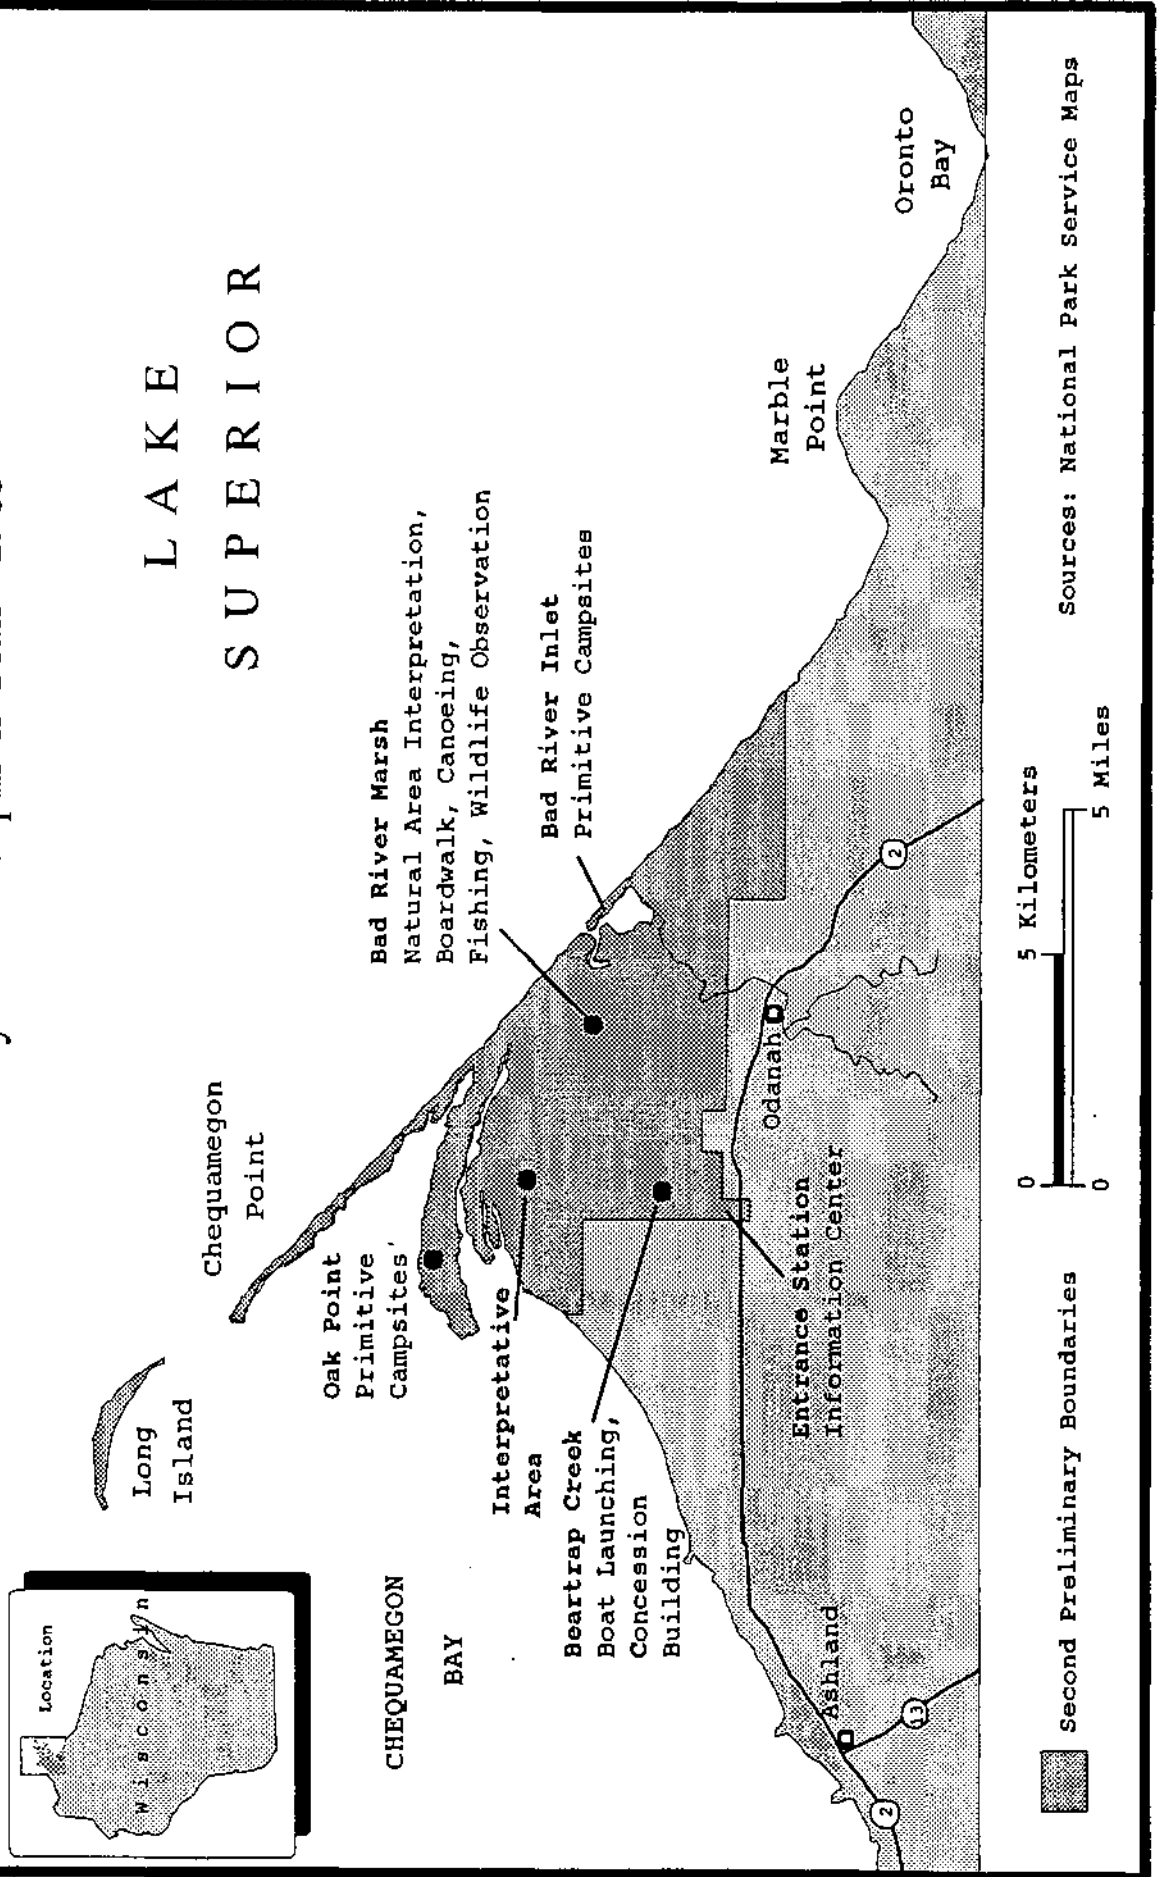 LAKE
SUPERIOR
Location
Wisconsin
Long
Island
Chequamegon
Point
CHEQUAMEGON
BAY
Oak Point
Primitive
Campsites'
Interpretative
Area
Beartrap Creek
Boat Launching,
Concession
Building
Bad River Marsh
Natural Area Interpretation,
Boardwalk, Canoeing,
Fishing, Wildlife Observation
Bad River Inlet
Primitive Campsites
Marble
Point
Oronto
Bay
Odanah
Entrance Station
Information Center
Ashland
2
13
2
Second Preliminary Boundaries
0
5 Kilometers
0
5 Miles
Sources: National Park Service Maps